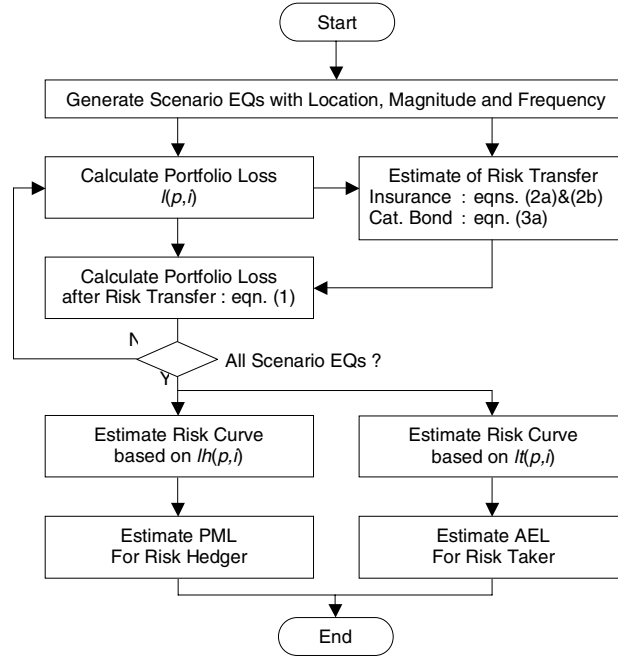 Start
Generate Scenario EQs with Location, Magnitude and Frequency
Calculate Portfolio Loss
l(p,i)
Estimate of Risk Transfer
Insurance : eqns. (2a)&(2b)
Cat. Bond : eqn. (3a)
Calculate Portfolio Loss
after Risk Transfer : eqn. (1)
N
All Scenario EQs ?
Y
Estimate Risk Curve
based on lh(p,i)
Estimate Risk Curve
based on lt(p,i)
Estimate PML
For Risk Hedger
Estimate AEL
For Risk Taker
End